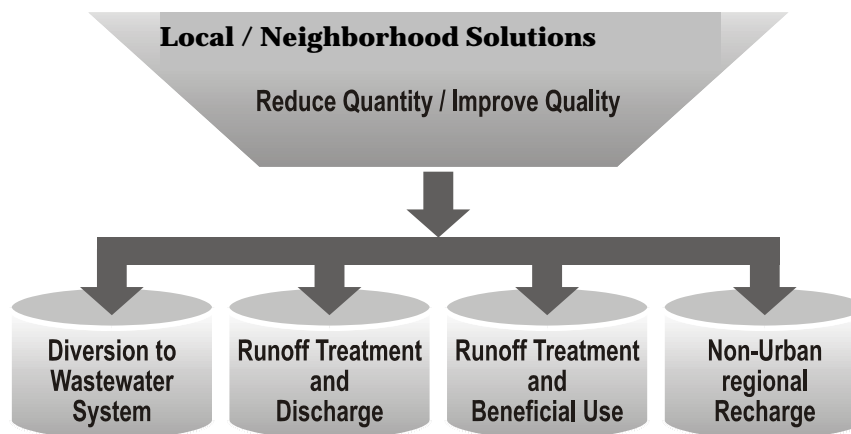 Local / Neighborhood Solutions
Reduce Quantity / Improve Quality
Diversion to
Wastewater
System
Runoff Treatment
and
Discharge
Runoff Treatment
and
Beneficial Use
Non-Urban
regional
Recharge